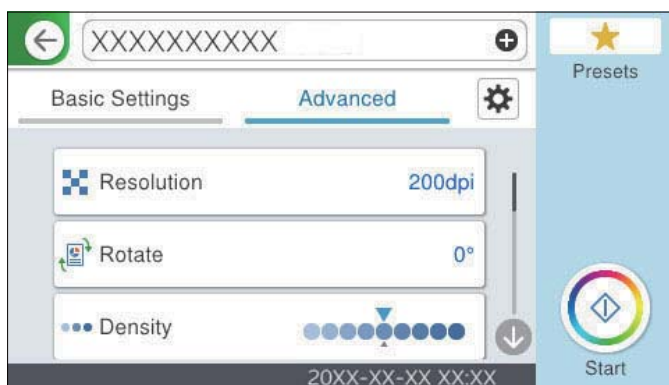 XXXXXXXXXX
Presets
Basic Settings
Advanced
Resolution
200dpi
Rotate
0°
Density
Start
20XX-XX-XX XX:XX